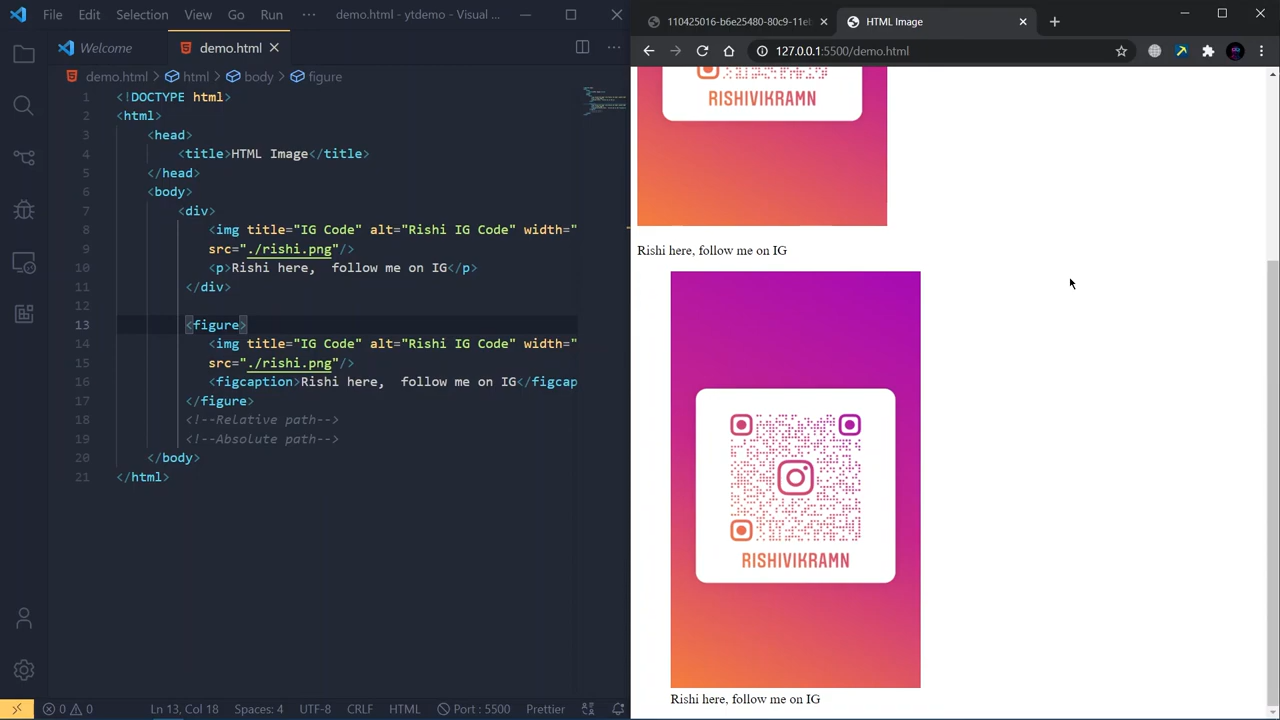 File Edit Selection View Go Run ··· demo.html - ytdemo - Visual ...
Welcome
demo.html
demo.html > html > body > figure
1 <!DOCTYPE html>
2 <html>
3 <head>
4 <title>HTML Image</title>
5 </head>
6 <body>
7 <div>
8 <img title="IG Code" alt="Rishi IG Code" width="
9 src="./rishi.png"/>
10 <p>Rishi here,  follow me on IG</p>
11 </div>
12
13 <figure>
14 <img title="IG Code" alt="Rishi IG Code" width="
15 src="./rishi.png"/>
16 <figcaption>Rishi here,  follow me on IG</figcap
17 </figure>
18 <!--Relative path-->
19 <!--Absolute path-->
20 </body>
21 </html>
Ln 13, Col 18 Spaces: 4 UTF-8 CRLF HTML Port : 5500 Prettier
110425016-b6e25480-80c9-11eb
HTML Image
127.0.0.1:5500/demo.html
RISHIVIKRAMN
Rishi here, follow me on IG
RISHIVIKRAMN
Rishi here, follow me on IG